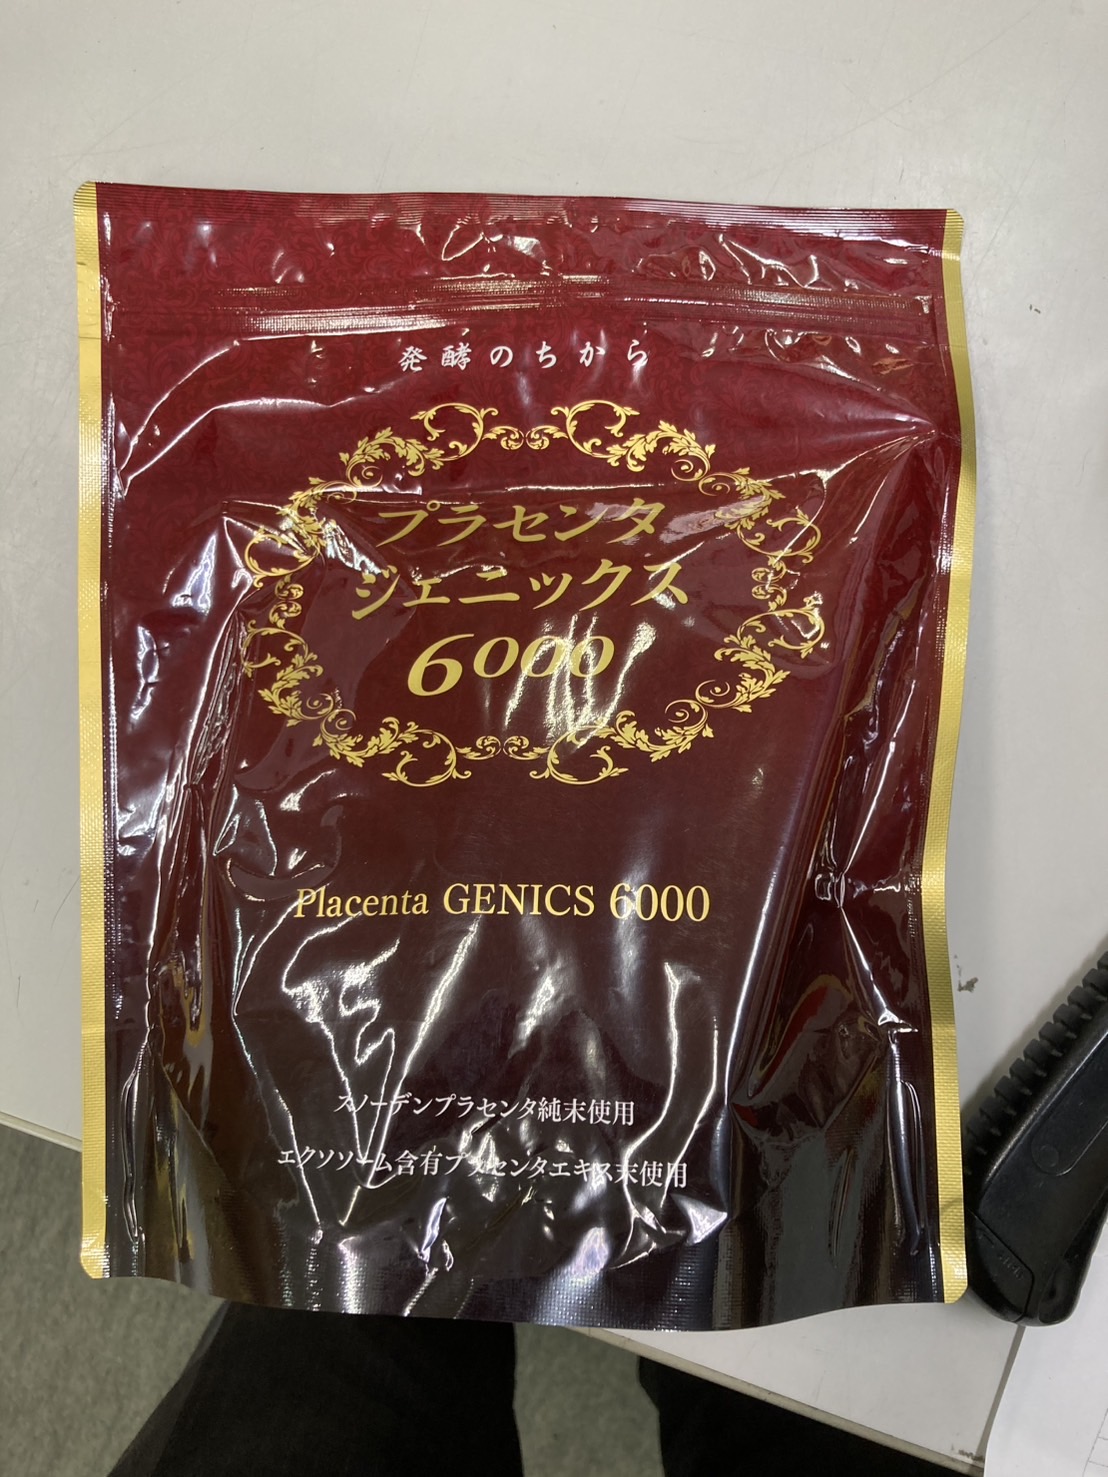 発酵のちから
プラセンタ
ジェニックス
6000
Placenta GENICS 6000
スノーデンプラセンタ純末使用
エクソソーム含有プラセンタエキス末使用